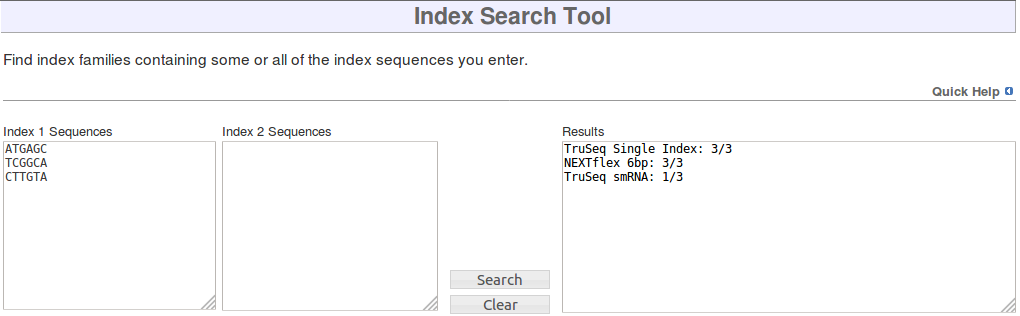 Index Search Tool
Find index families containing some or all of the index sequences you enter.
Quick Help
Index 1 Sequences
ATGAGC
TCGGCA
CTTGTA
Index 2 Sequences
Search
Clear
Results
TruSeq Single Index: 3/3
NEXTflex 6bp: 3/3
TruSeq smRNA: 1/3